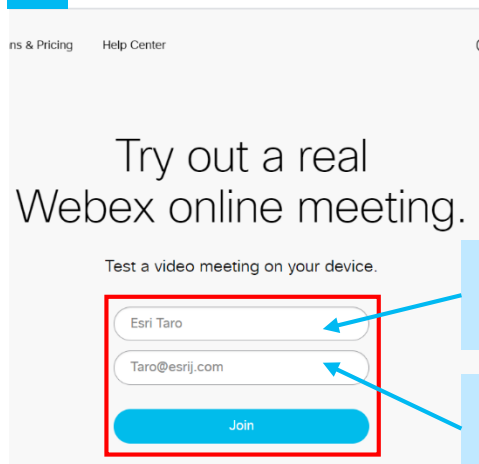 ns & Pricing Help Center
Try out a real
Webex online meeting.
Test a video meeting on your device.
Esri Taro
Taro@esrij.com
Join